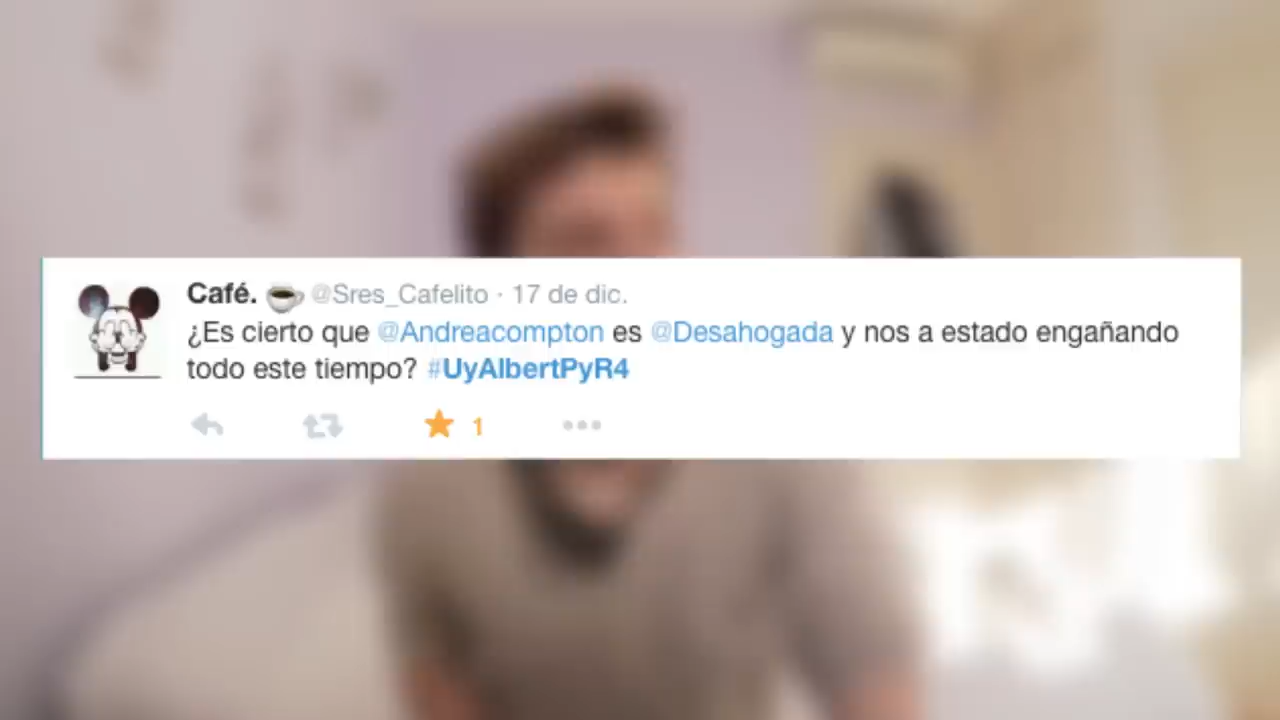 Café. ☕ @Sres_Cafelito · 17 de dic.
¿Es cierto que @Andreacompton es @Desahogada y nos a estado engañando
todo este tiempo? #UyAlbertPyR4
1